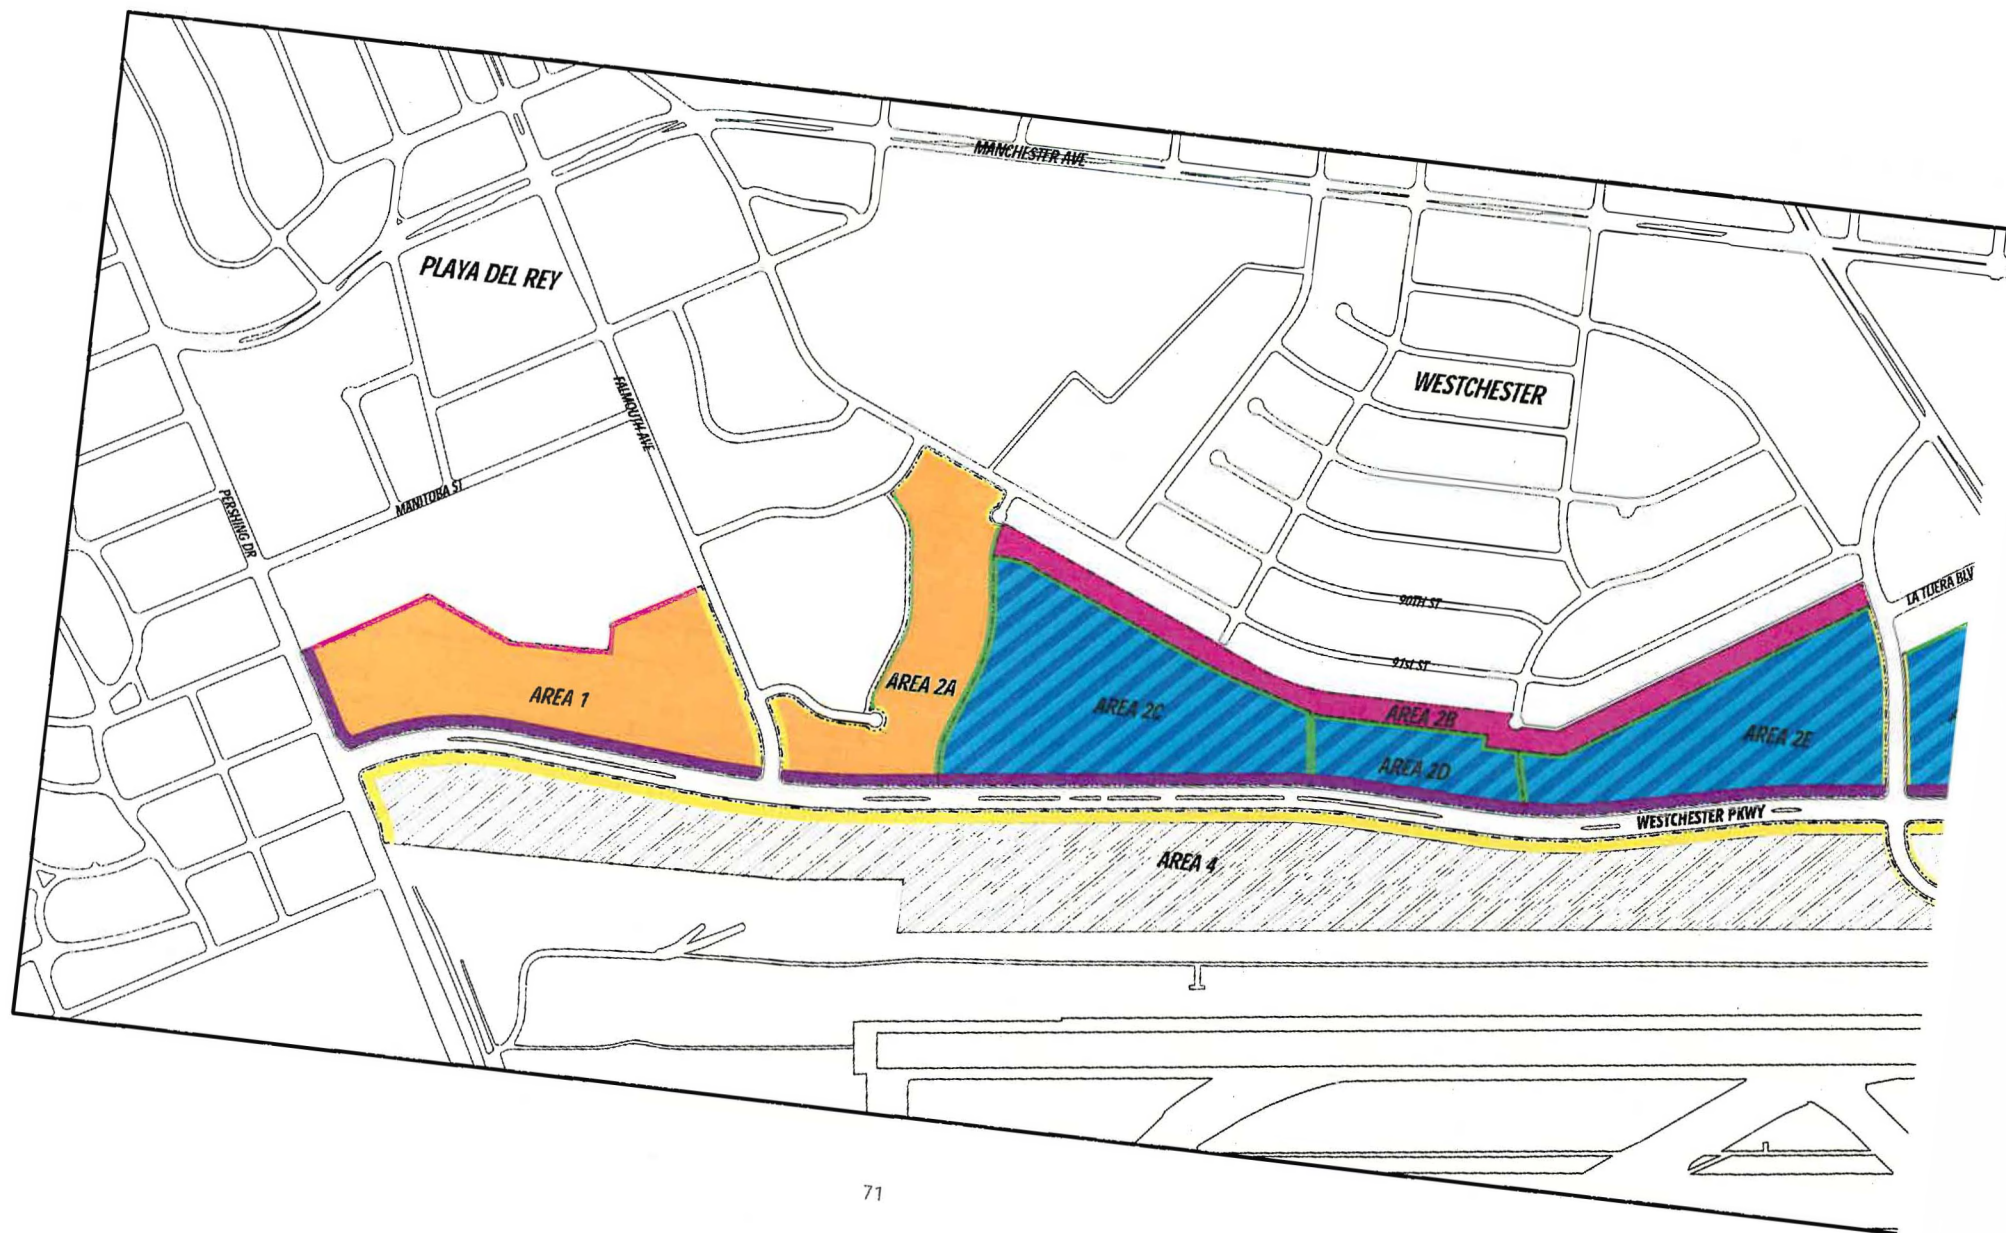 MANCHESTER AVE
PLAYA DEL REY
WESTCHESTER
FALMOUTH AVE
MANITOBA ST
PERSHING DR
90TH ST
LA TIJERA BLV
91st ST
AREA 1
AREA 2A
AREA 2C
AREA 2B
AREA 2D
AREA 2E
WESTCHESTER PKWY
AREA 4
71